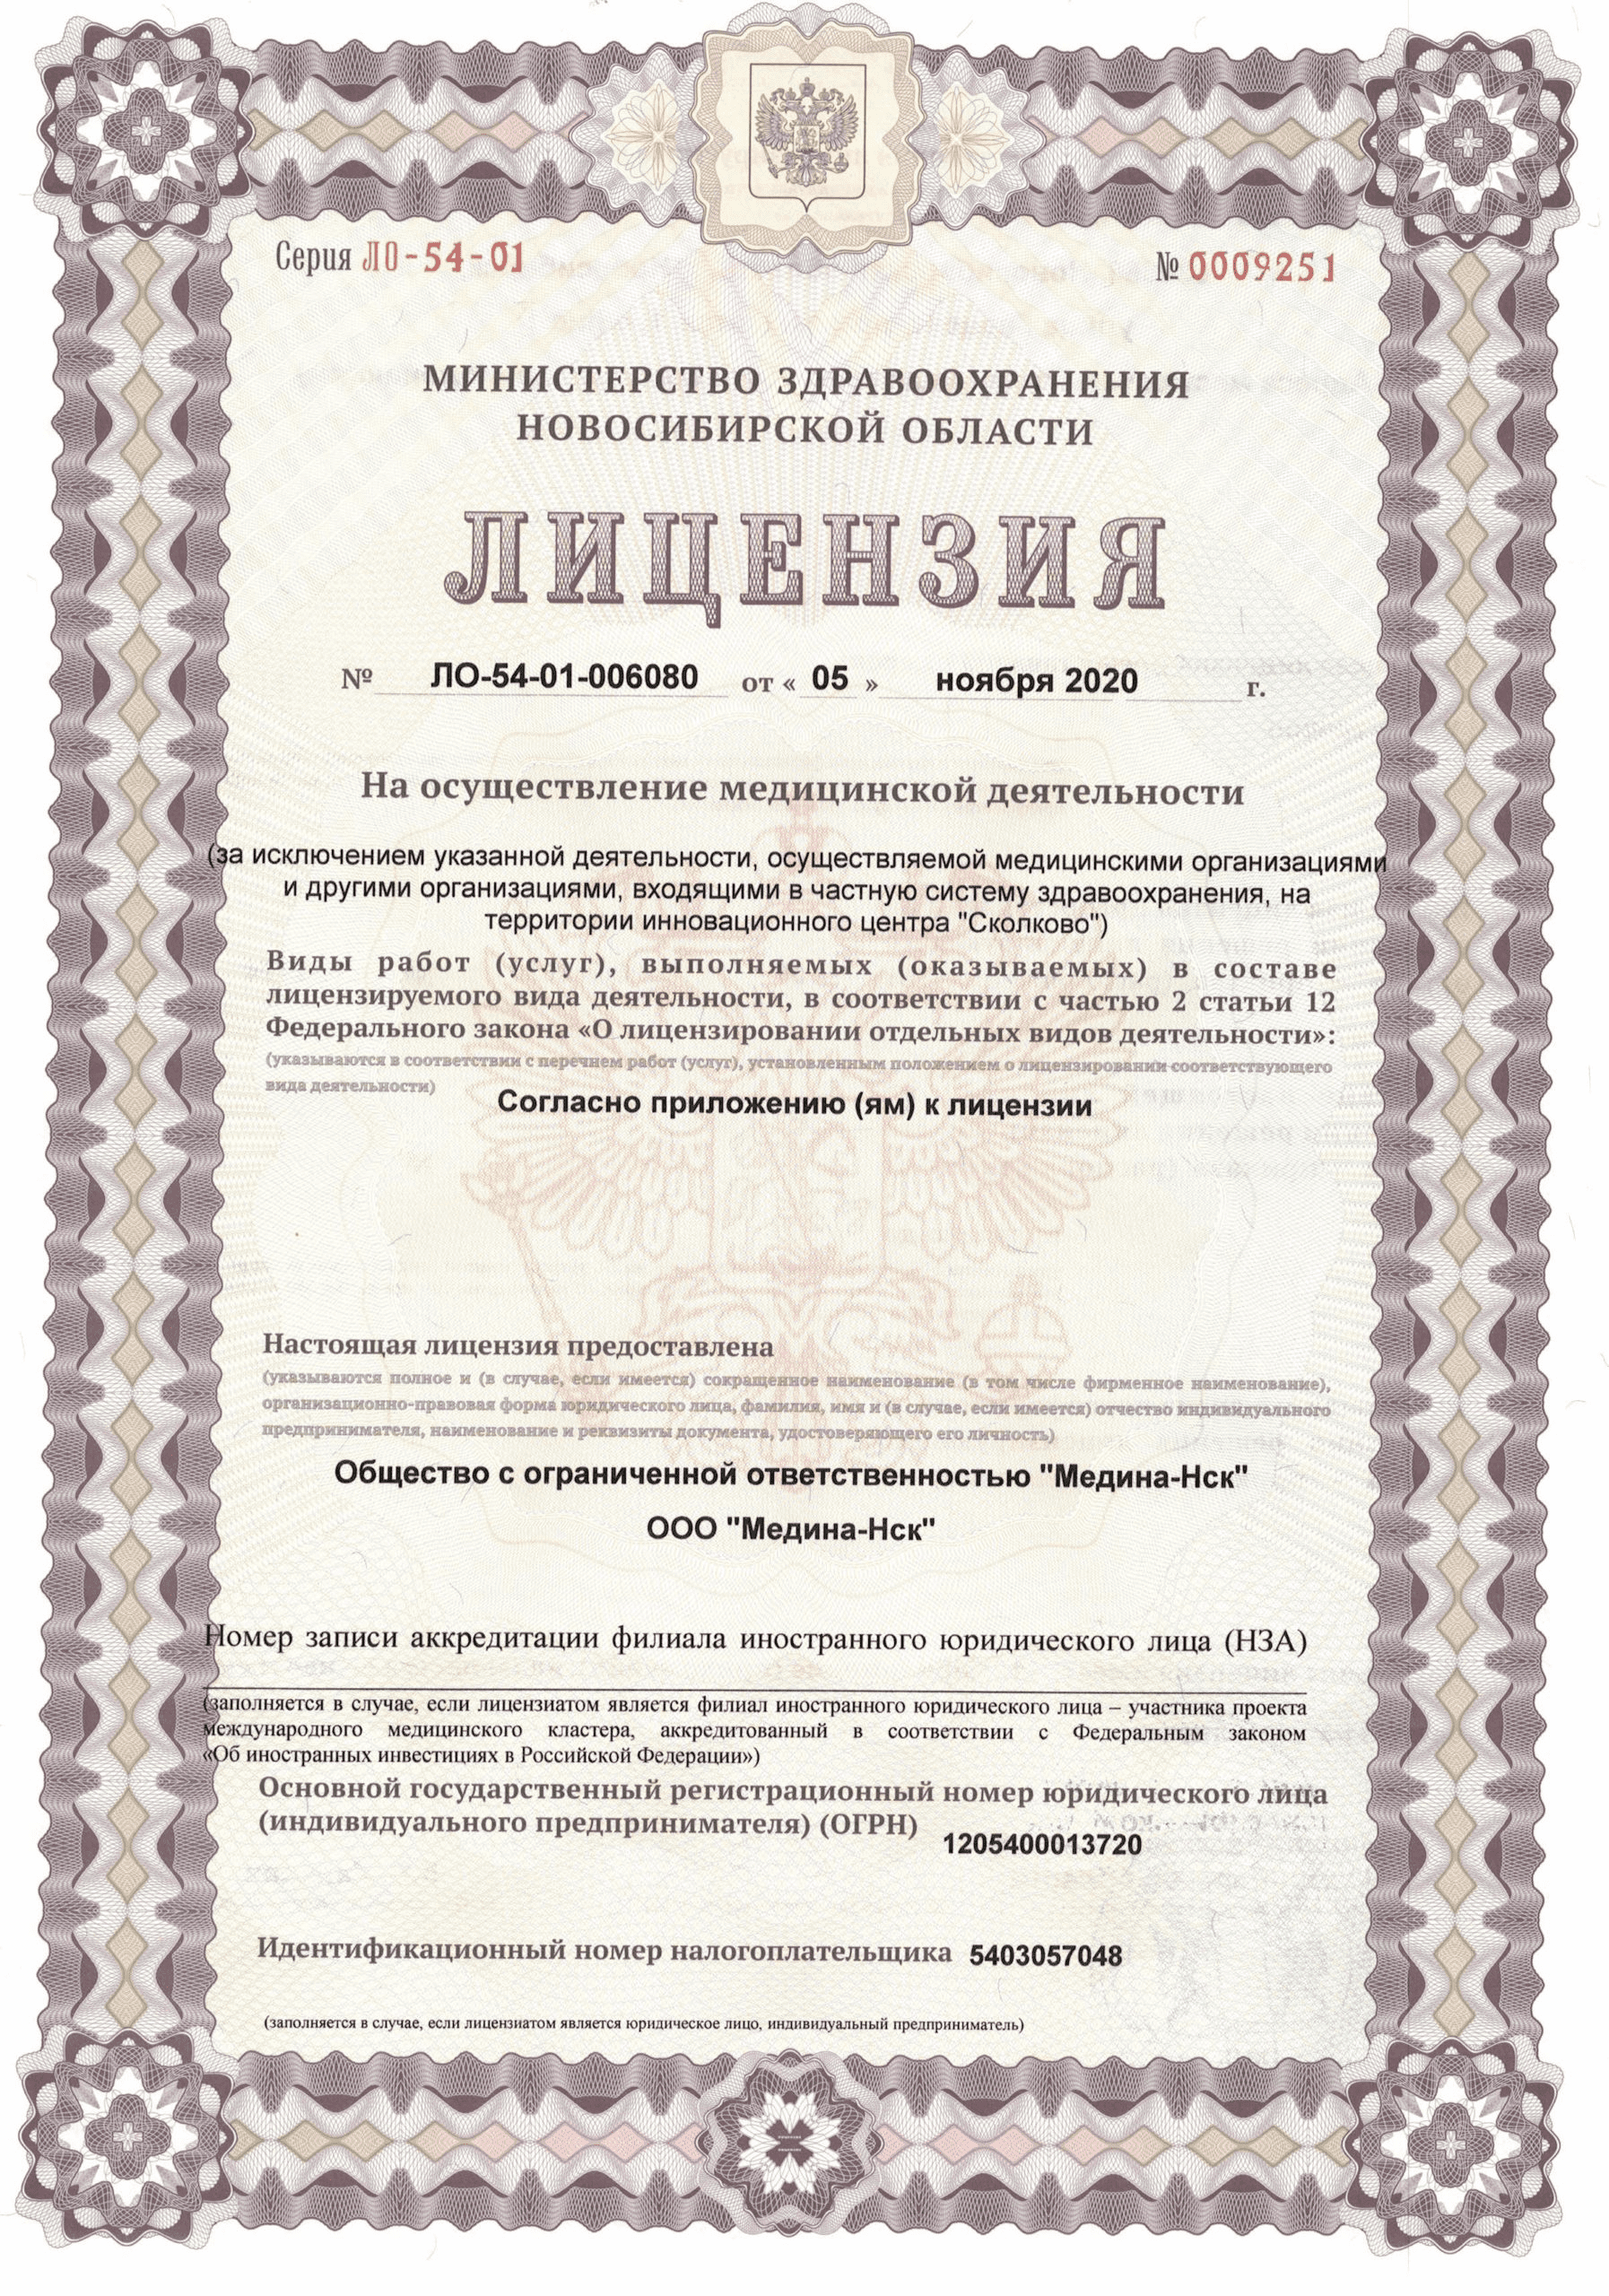 Серия ЛО-54-01
№ 0009251
МИНИСТЕРСТВО ЗДРАВООХРАНЕНИЯ
НОВОСИБИРСКОЙ ОБЛАСТИ
ЛИЦЕНЗИЯ
№ ЛО-54-01-006080 от « 05 » ноября 2020 г.
На осуществление медицинской деятельности
(за исключением указанной деятельности, осуществляемой медицинскими организациями
и другими организациями, входящими в частную систему здравоохранения, на
территории инновационного центра "Сколково")
Виды работ (услуг), выполняемых (оказываемых) в составе
лицензируемого вида деятельности, в соответствии с частью 2 статьи 12
Федерального закона «О лицензировании отдельных видов деятельности»:
(указываются в соответствии с перечнем работ (услуг), установленным положением о лицензировании соответствующего
вида деятельности)
Согласно приложению (ям) к лицензии
Настоящая лицензия предоставлена
(указываются полное и (в случае, если имеется) сокращенное наименование (в том числе фирменное наименование),
организационно-правовая форма юридического лица, фамилия, имя и (в случае, если имеется) отчество индивидуального
предпринимателя, наименование и реквизиты документа, удостоверяющего его личность)
Общество с ограниченной ответственностью "Медина-Нск"
ООО "Медина-Нск"
Номер записи аккредитации филиала иностранного юридического лица (НЗА)
(заполняется в случае, если лицензиатом является филиал иностранного юридического лица – участника проекта
международного медицинского кластера, аккредитованный в соответствии с Федеральным законом
«Об иностранных инвестициях в Российской Федерации»)
Основной государственный регистрационный номер юридического лица
(индивидуального предпринимателя) (ОГРН) 1205400013720
Идентификационный номер налогоплательщика 5403057048
(заполняется в случае, если лицензиатом является юридическое лицо, индивидуальный предприниматель)